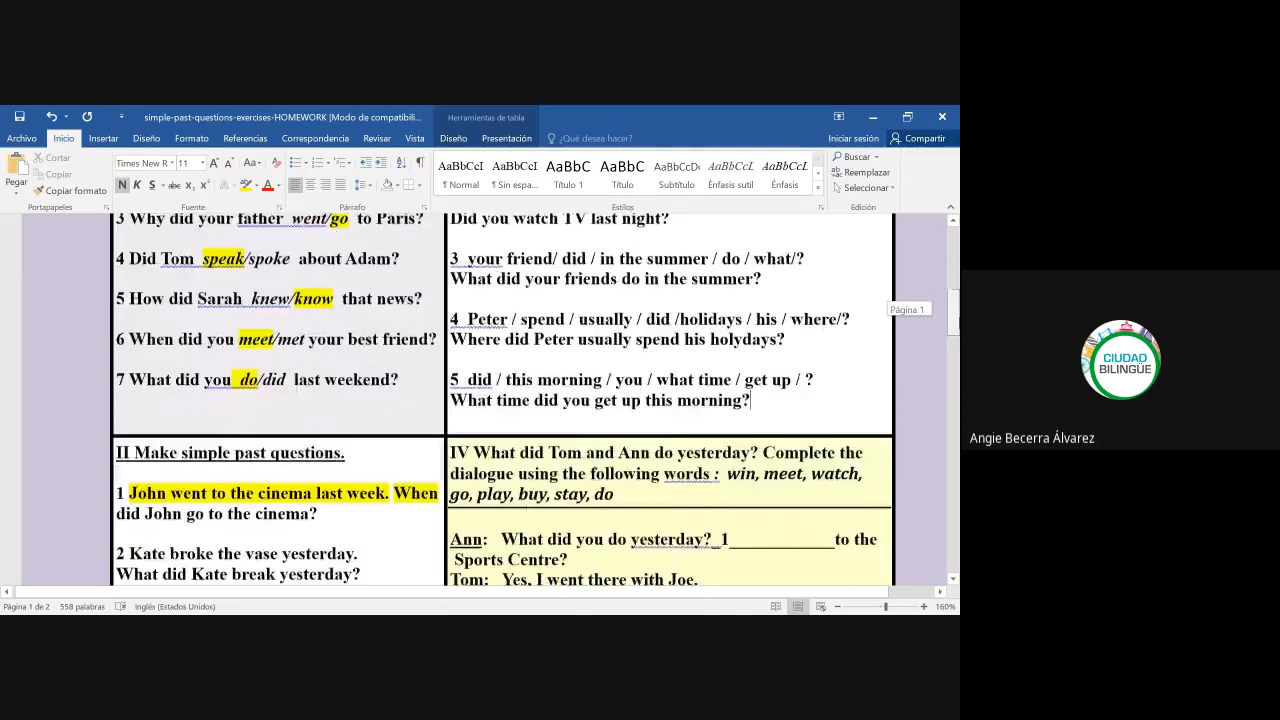 simple-past-questions-exercises-HOMEWORK [Modo de compatibili...
Herramientas de tabla
Archivo Inicio Insertar Diseño Formato Referencias Correspondencia Revisar Vista Diseño Presentación ¿Qué desea hacer? Iniciar sesión Compartir
Pegar
Cortar
Copiar
Copiar formato
Portapapeles
Times New R 11 A A Aa
N K S abc x₂ x² A A
Fuente
Párrafo
AaBbCcI AaBbCcI AaBbC AaBbC AaBbCcD AaBbCcL AaBbCcL
¶ Normal ¶ Sin espa... Título 1 Título Subtítulo Énfasis sutil Énfasis
Estilos
Buscar
Reemplazar
Seleccionar
Edición
3 Why did your father went/go to Paris?
4 Did Tom speak/spoke about Adam?
5 How did Sarah knew/know that news?
6 When did you meet/met your best friend?
7 What did you do/did last weekend?
Did you watch TV last night?
3 your friend/ did / in the summer / do / what/?
What did your friends do in the summer?
4 Peter / spend / usually / did /holidays / his / where/?
Where did Peter usually spend his holydays?
5 did / this morning / you / what time / get up / ?
What time did you get up this morning?
Página 1
II Make simple past questions.
1 John went to the cinema last week. When
did John go to the cinema?
2 Kate broke the vase yesterday.
What did Kate break yesterday?
IV What did Tom and Ann do yesterday? Complete the
dialogue using the following words : win, meet, watch,
go, play, buy, stay, do
Ann: What did you do yesterday? 1____________to the
Sports Centre?
Tom: Yes, I went there with Joe.
Página 1 de 2 558 palabras Inglés (Estados Unidos) 160%
CIUDAD
BILINGÜE
Angie Becerra Álvarez